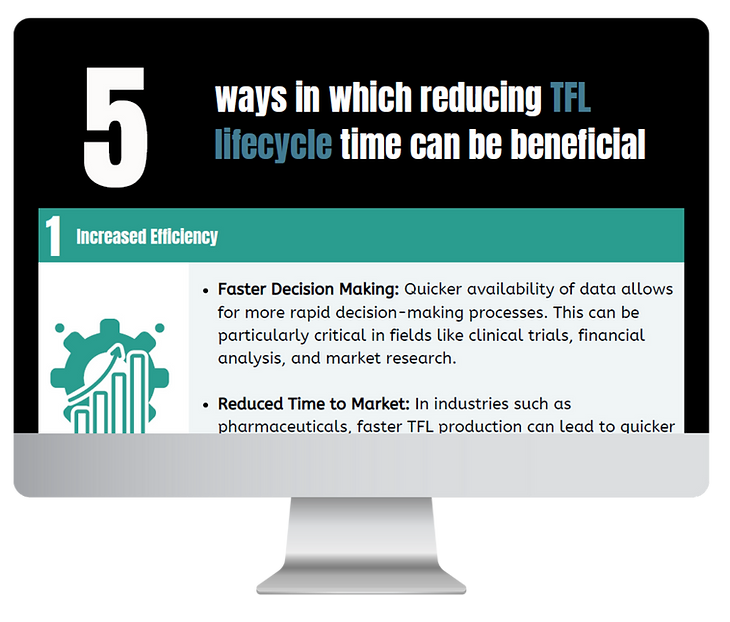 5
ways in which reducing TFL
lifecycle time can be beneficial
1 Increased Efficiency
• Faster Decision Making: Quicker availability of data allows
for more rapid decision-making processes. This can be
particularly critical in fields like clinical trials, financial
analysis, and market research.
• Reduced Time to Market: In industries such as
pharmaceuticals, faster TFL production can lead to quicker